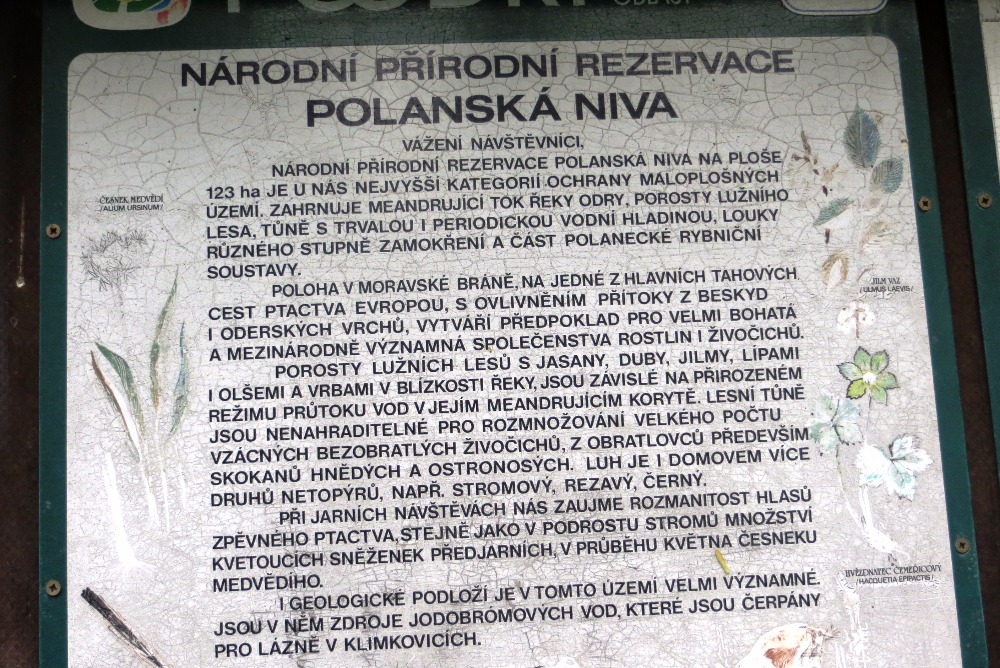 OBLAST
NÁRODNÍ PŘÍRODNÍ REZERVACE
POLANSKÁ NIVA
VÁŽENÍ NÁVŠTĚVNÍCI,
NÁRODNÍ PŘÍRODNÍ REZERVACE POLANSKÁ NIVA NA PLOŠE
123 ha JE U NÁS NEJVYŠŠÍ KATEGORIÍ OCHRANY MALOPLOŠNÝCH
ÚZEMÍ. ZAHRNUJE MEANDRUJÍCÍ TOK ŘEKY ODRY, POROSTY LUŽNÍHO
LESA, TŮNĚ S TRVALOU I PERIODICKOU VODNÍ HLADINOU, LOUKY
RŮZNÉHO STUPNĚ ZAMOKŘENÍ A ČÁST POLANECKÉ RYBNIČNÍ
SOUSTAVY.
POLOHA V MORAVSKÉ BRÁNĚ, NA JEDNÉ Z HLAVNÍCH TAHOVÝCH
CEST PTACTVA EVROPOU, S OVLIVNĚNÍM PŘÍTOKY Z BESKYD
I ODERSKÝCH VRCHŮ, VYTVÁŘÍ PŘEDPOKLAD PRO VELMI BOHATÁ
A MEZINÁRODNĚ VÝZNAMNÁ SPOLEČENSTVA ROSTLIN I ŽIVOČICHŮ.
POROSTY LUŽNÍCH LESŮ S JASANY, DUBY, JILMY, LÍPAMI
I OLŠEMI A VRBAMI V BLÍZKOSTI ŘEKY, JSOU ZÁVISLÉ NA PŘIROZENÉM
REŽIMU PRŮTOKU VOD V JEJÍM MEANDRUJÍCÍM KORYTĚ. LESNÍ TŮNĚ
JSOU NENAHRADITELNÉ PRO ROZMNOŽOVÁNÍ VELKÉHO POČTU
VZÁCNÝCH BEZOBRATLÝCH ŽIVOČICHŮ, Z OBRATLOVCŮ PŘEDEVŠÍM
SKOKANŮ HNĚDÝCH A OSTRONOSÝCH. LUH JE I DOMOVEM VÍCE
DRUHŮ NETOPÝRŮ, NAPŘ. STROMOVÝ, REZAVÝ, ČERNÝ.
PŘI JARNÍCH NÁVŠTĚVÁCH NÁS ZAUJME ROZMANITOST HLASŮ
ZPĚVNÉHO PTACTVA, STEJNĚ JAKO V PODROSTU STROMŮ MNOŽSTVÍ
KVETOUCÍCH SNĚŽENEK PŘEDJARNÍCH, V PRŮBĚHU KVĚTNA ČESNEKU
MEDVĚDÍHO.
I GEOLOGICKÉ PODLOŽÍ JE V TOMTO ÚZEMÍ VELMI VÝZNAMNÉ.
JSOU V NĚM ZDROJE JODOBRÓMOVÝCH VOD, KTERÉ JSOU ČERPÁNY
PRO LÁZNĚ V KLIMKOVICÍCH.
ČESNEK MEDVĚDÍ
/ALIUM URSINUM/
JILM VAZ
/ULMUS LAEVIS/
HVĚZDNATEC ČEMEŘICOVÝ
/HACQUETIA EPIPACTIS/